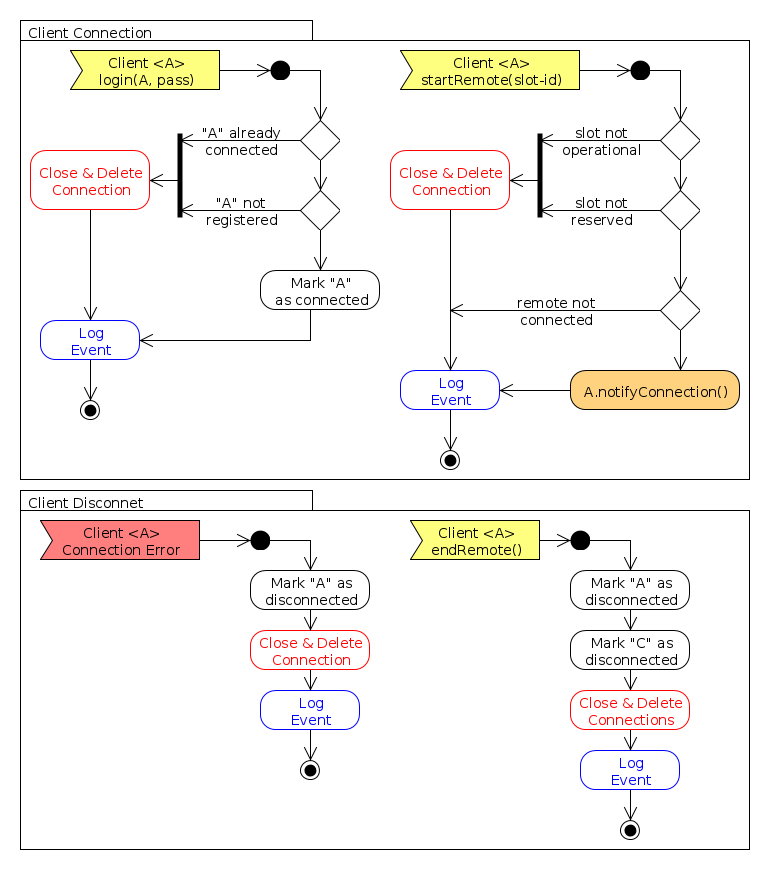 Client Connection
Client <A>
login(A, pass)
Client <A>
startRemote(slot-id)
"A" already
connected
slot not
operational
Close & Delete
Connection
Close & Delete
Connection
"A" not
registered
slot not
reserved
Mark "A"
as connected
remote not
connected
Log
Event
Log
Event
A.notifyConnection()
Client Disconnet
Client <A>
Connection Error
Client <A>
endRemote()
Mark "A" as
disconnected
Mark "A" as
disconnected
Close & Delete
Connection
Mark "C" as
disconnected
Log
Event
Close & Delete
Connections
Log
Event